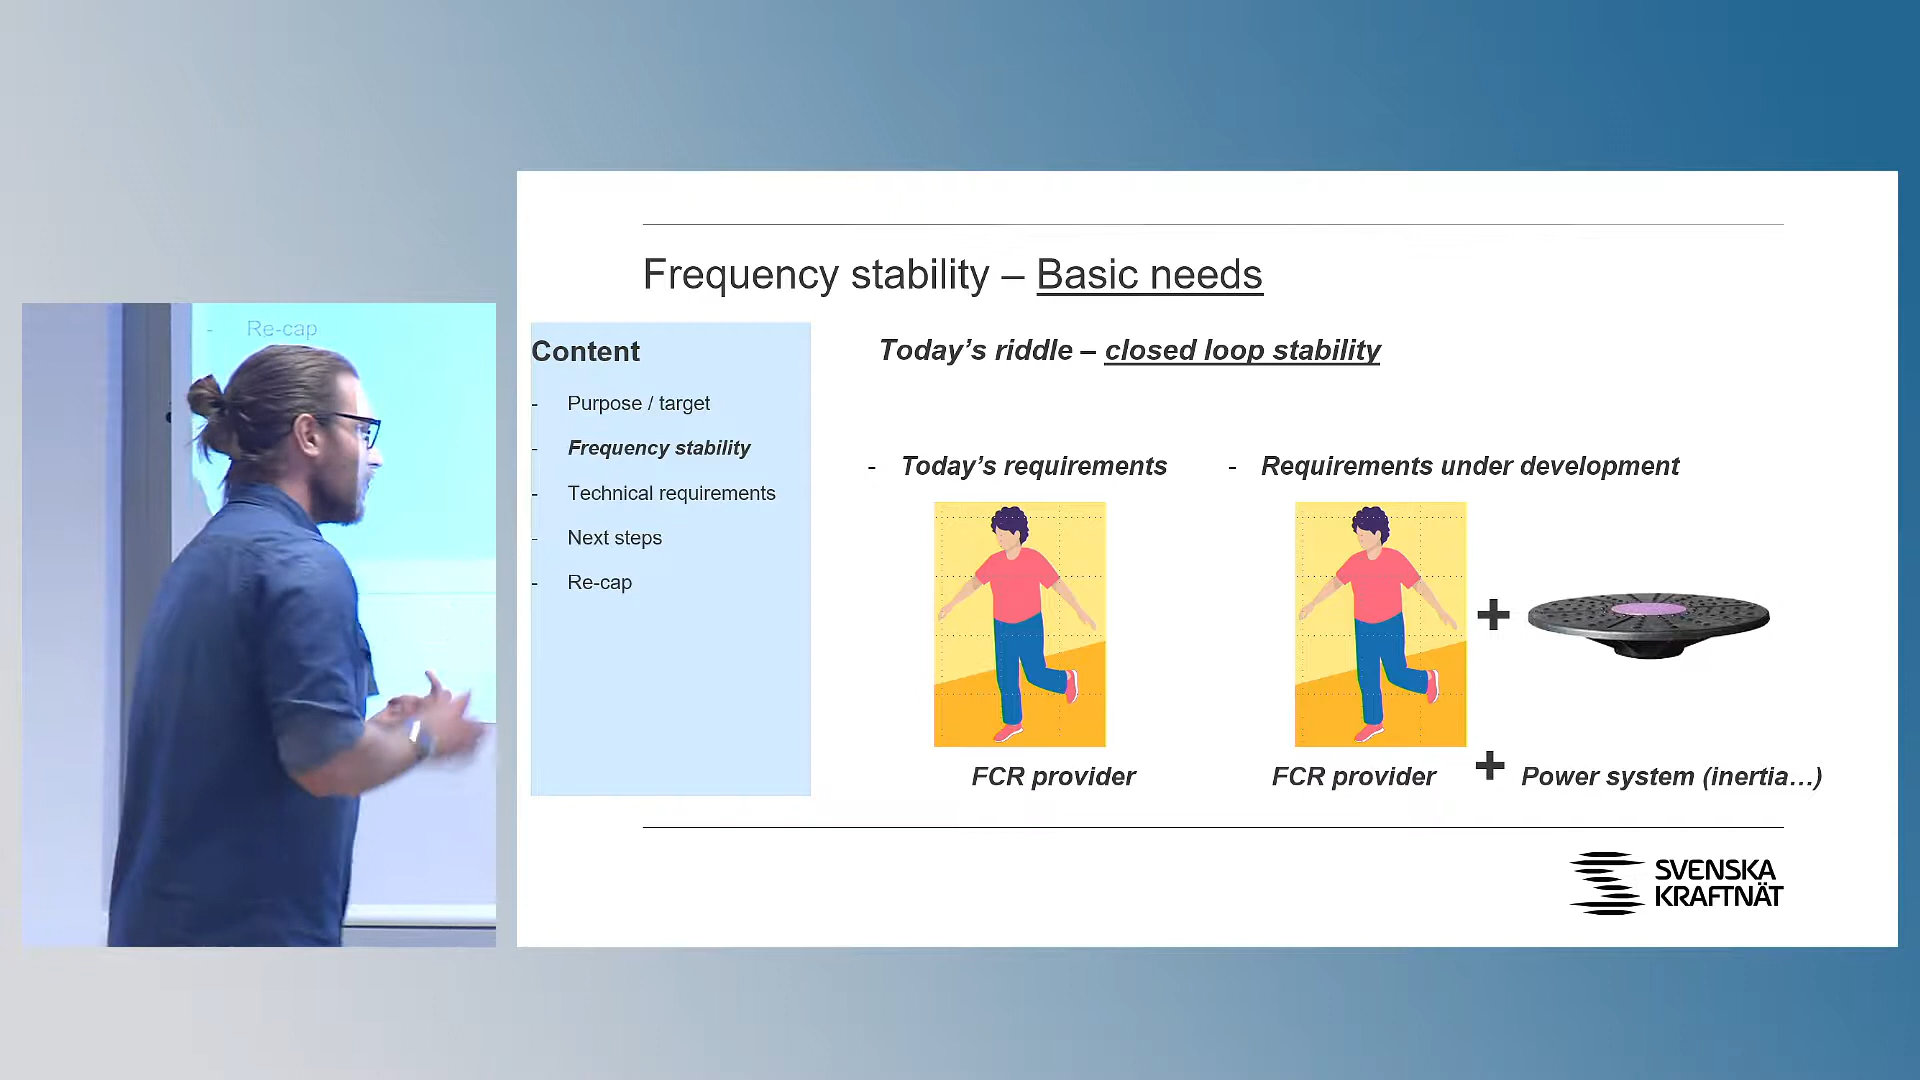 - Re-cap
Frequency stability – Basic needs
Content
- Purpose / target
- Frequency stability
- Technical requirements
- Next steps
- Re-cap
Today's riddle – closed loop stability
- Today's requirements
- Requirements under development
+
FCR provider
FCR provider + Power system (inertia...)
SVENSKA
KRAFTNÄT